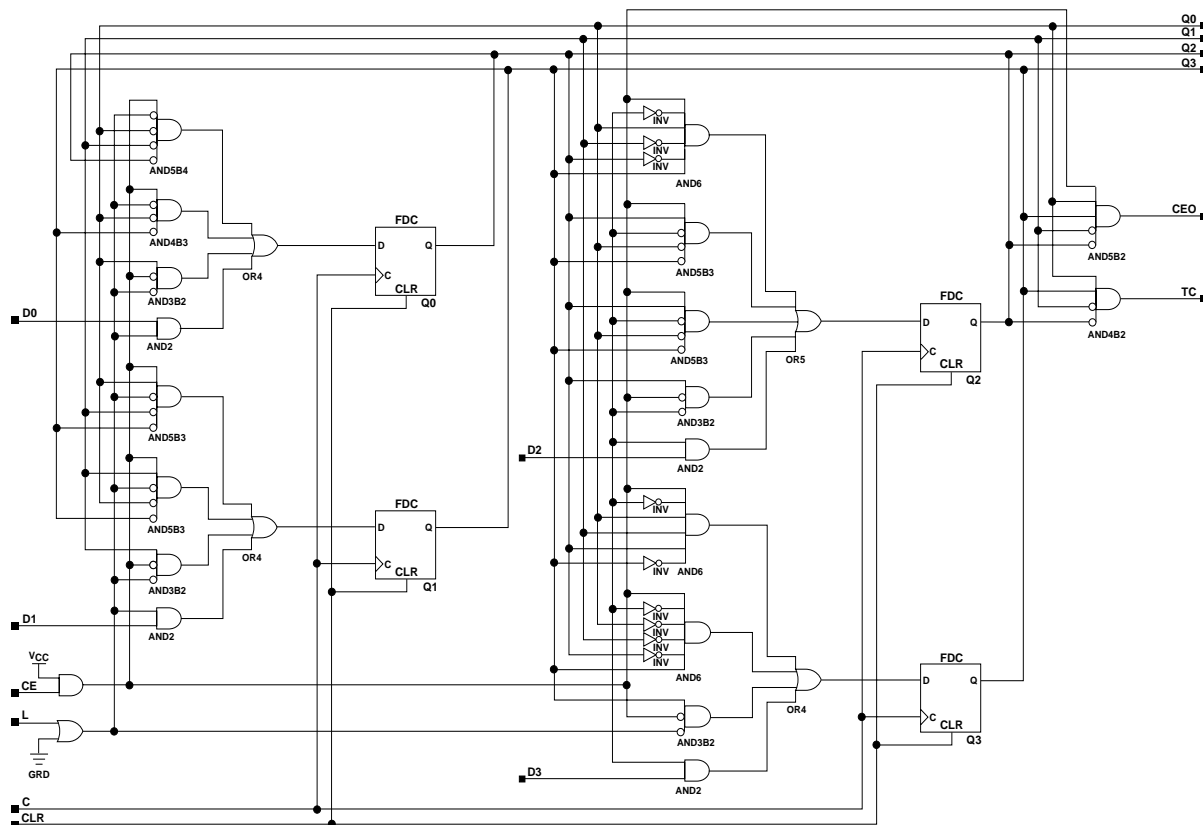 Q0
Q1
Q2
Q3
INV
INV
INV
AND6
AND5B4
AND4B3
AND3B2
AND2
D0
OR4
FDC
D
Q
C
CLR
Q0
AND5B3
AND5B3
OR5
AND3B2
AND2
D2
FDC
D
Q
C
CLR
Q2
CEO
AND5B2
TC
AND4B2
AND5B3
AND5B3
AND3B2
AND2
D1
OR4
FDC
D
Q
C
CLR
Q1
INV
INV
AND6
INV
INV
INV
INV
AND6
AND3B2
AND2
D3
OR4
FDC
D
Q
C
CLR
Q3
VCC
CE
L
GRD
C
CLR